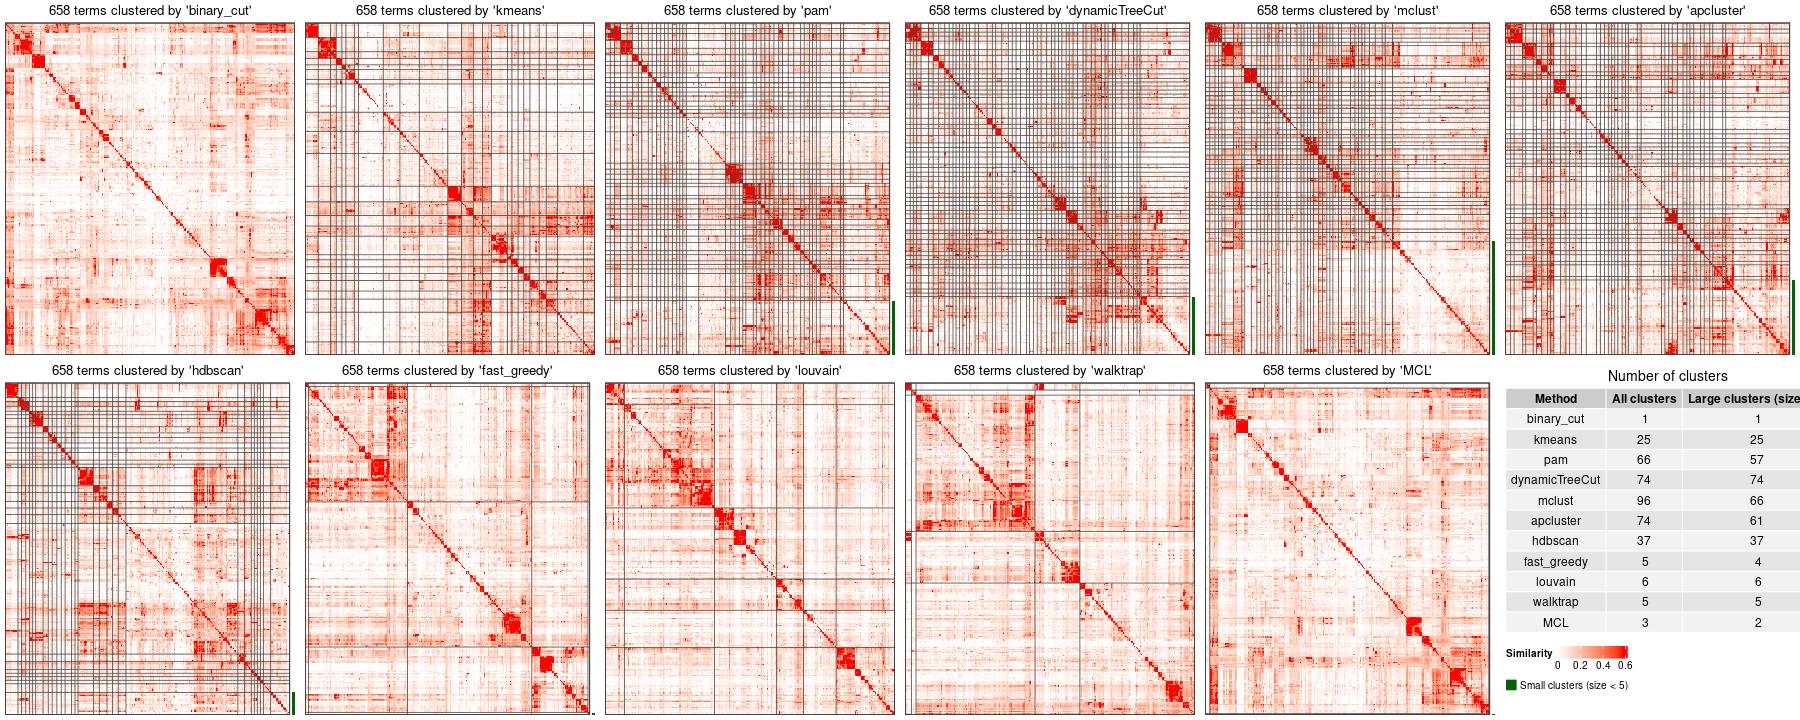 658 terms clustered by 'binary_cut'
658 terms clustered by 'kmeans'
658 terms clustered by 'pam'
658 terms clustered by 'dynamicTreeCut'
658 terms clustered by 'mclust'
658 terms clustered by 'apcluster'
658 terms clustered by 'hdbscan'
658 terms clustered by 'fast_greedy'
658 terms clustered by 'louvain'
658 terms clustered by 'walktrap'
658 terms clustered by 'MCL'
Number of clusters
Method All clusters Large clusters (size
binary_cut 1 1
kmeans 25 25
pam 66 57
dynamicTreeCut 74 74
mclust 96 66
apcluster 74 61
hdbscan 37 37
fast_greedy 5 4
louvain 6 6
walktrap 5 5
MCL 3 2
Similarity
0 0.2 0.4 0.6
Small clusters (size < 5)